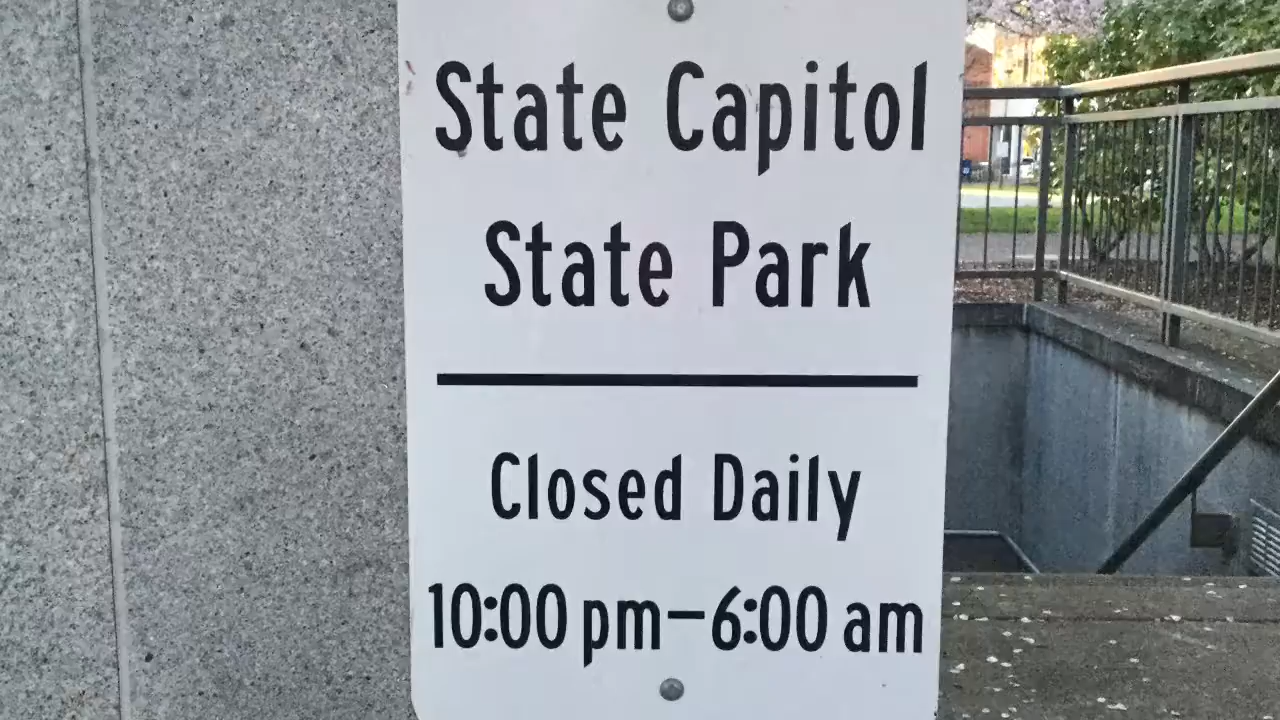 State Capitol
State Park
Closed Daily
10:00 pm–6:00 am